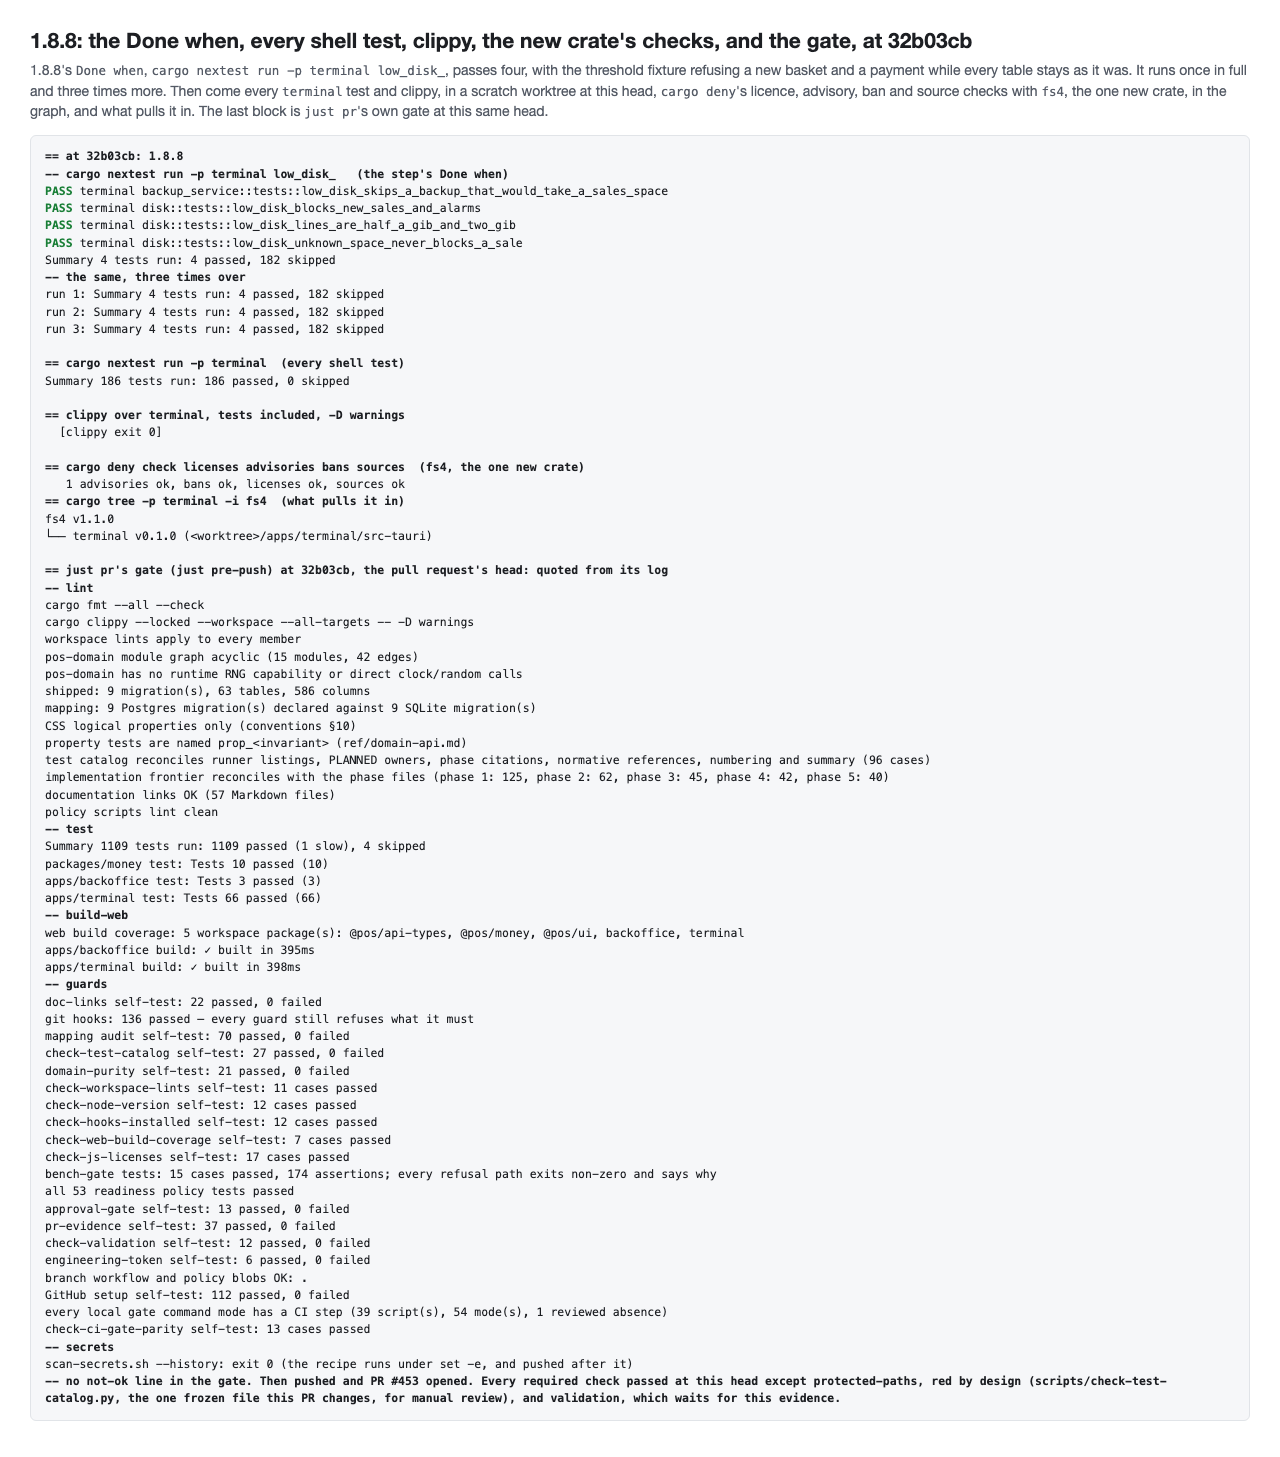 1.8.8: the Done when, every shell test, clippy, the new crate's checks, and the gate, at 32b03cb
1.8.8's Done when, cargo nextest run -p terminal low_disk_, passes four, with the threshold fixture refusing a new basket and a payment while every table stays as it was. It runs once in full
and three times more. Then come every terminal test and clippy, in a scratch worktree at this head, cargo deny's licence, advisory, ban and source checks with fs4, the one new crate, in the
graph, and what pulls it in. The last block is just pr's own gate at this same head.
== at 32b03cb: 1.8.8
-- cargo nextest run -p terminal low_disk_   (the step's Done when)
PASS terminal backup_service::tests::low_disk_skips_a_backup_that_would_take_a_sales_space
PASS terminal disk::tests::low_disk_blocks_new_sales_and_alarms
PASS terminal disk::tests::low_disk_lines_are_half_a_gib_and_two_gib
PASS terminal disk::tests::low_disk_unknown_space_never_blocks_a_sale
Summary 4 tests run: 4 passed, 182 skipped
-- the same, three times over
run 1: Summary 4 tests run: 4 passed, 182 skipped
run 2: Summary 4 tests run: 4 passed, 182 skipped
run 3: Summary 4 tests run: 4 passed, 182 skipped
== cargo nextest run -p terminal  (every shell test)
Summary 186 tests run: 186 passed, 0 skipped
== clippy over terminal, tests included, -D warnings
[clippy exit 0]
== cargo deny check licenses advisories bans sources  (fs4, the one new crate)
1 advisories ok, bans ok, licenses ok, sources ok
== cargo tree -p terminal -i fs4  (what pulls it in)
fs4 v1.1.0
└── terminal v0.1.0 (<worktree>/apps/terminal/src-tauri)
== just pr's gate (just pre-push) at 32b03cb, the pull request's head: quoted from its log
-- lint
cargo fmt --all --check
cargo clippy --locked --workspace --all-targets -- -D warnings
workspace lints apply to every member
pos-domain module graph acyclic (15 modules, 42 edges)
pos-domain has no runtime RNG capability or direct clock/random calls
shipped: 9 migration(s), 63 tables, 586 columns
mapping: 9 Postgres migration(s) declared against 9 SQLite migration(s)
CSS logical properties only (conventions §10)
property tests are named prop_<invariant> (ref/domain-api.md)
test catalog reconciles runner listings, PLANNED owners, phase citations, normative references, numbering and summary (96 cases)
implementation frontier reconciles with the phase files (phase 1: 125, phase 2: 62, phase 3: 45, phase 4: 42, phase 5: 40)
documentation links OK (57 Markdown files)
policy scripts lint clean
-- test
Summary 1109 tests run: 1109 passed (1 slow), 4 skipped
packages/money test: Tests 10 passed (10)
apps/backoffice test: Tests 3 passed (3)
apps/terminal test: Tests 66 passed (66)
-- build-web
web build coverage: 5 workspace package(s): @pos/api-types, @pos/money, @pos/ui, backoffice, terminal
apps/backoffice build: ✓ built in 395ms
apps/terminal build: ✓ built in 398ms
-- guards
doc-links self-test: 22 passed, 0 failed
git hooks: 136 passed — every guard still refuses what it must
mapping audit self-test: 70 passed, 0 failed
check-test-catalog self-test: 27 passed, 0 failed
domain-purity self-test: 21 passed, 0 failed
check-workspace-lints self-test: 11 cases passed
check-node-version self-test: 12 cases passed
check-hooks-installed self-test: 12 cases passed
check-web-build-coverage self-test: 7 cases passed
check-js-licenses self-test: 17 cases passed
bench-gate tests: 15 cases passed, 174 assertions; every refusal path exits non-zero and says why
all 53 readiness policy tests passed
approval-gate self-test: 13 passed, 0 failed
pr-evidence self-test: 37 passed, 0 failed
check-validation self-test: 12 passed, 0 failed
engineering-token self-test: 6 passed, 0 failed
branch workflow and policy blobs OK: .
GitHub setup self-test: 112 passed, 0 failed
every local gate command mode has a CI step (39 script(s), 54 mode(s), 1 reviewed absence)
check-ci-gate-parity self-test: 13 cases passed
-- secrets
scan-secrets.sh --history: exit 0 (the recipe runs under set -e, and pushed after it)
-- no not-ok line in the gate. Then pushed and PR #453 opened. Every required check passed at this head except protected-paths, red by design (scripts/check-test-
catalog.py, the one frozen file this PR changes, for manual review), and validation, which waits for this evidence.